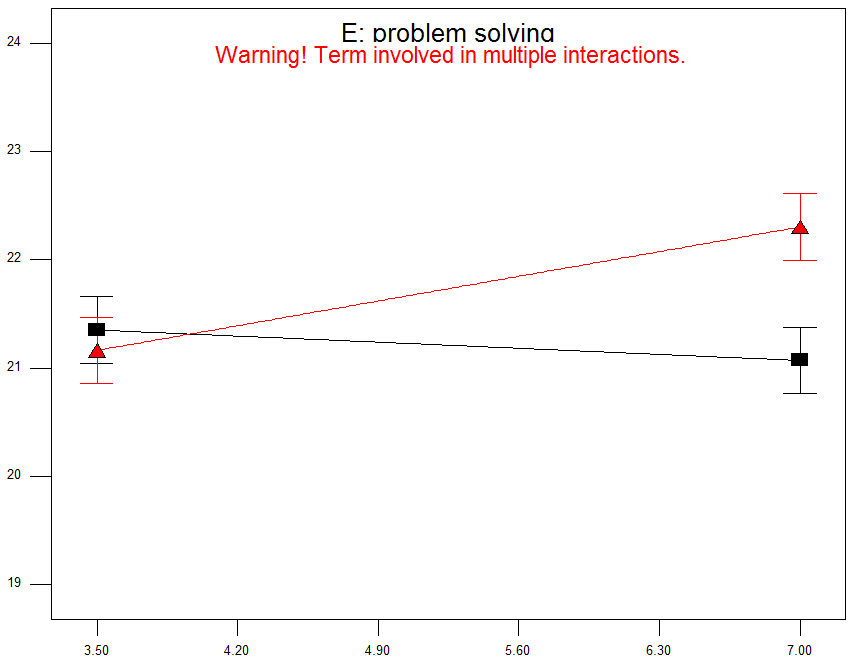 E: problem solving
Warning! Term involved in multiple interactions.
24
23
22
21
20
19
3.50 4.20 4.90 5.60 6.30 7.00